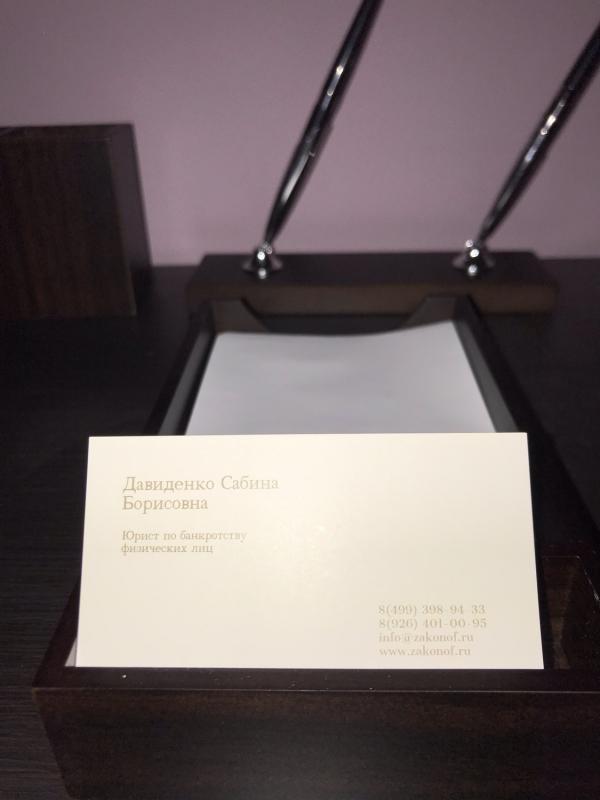 Давиденко Сабина
Борисовна
Юрист по банкротству
физических лиц
8(499) 398-94-33
8(926) 401-00-95
info@zakonof.ru
www.zakonof.ru